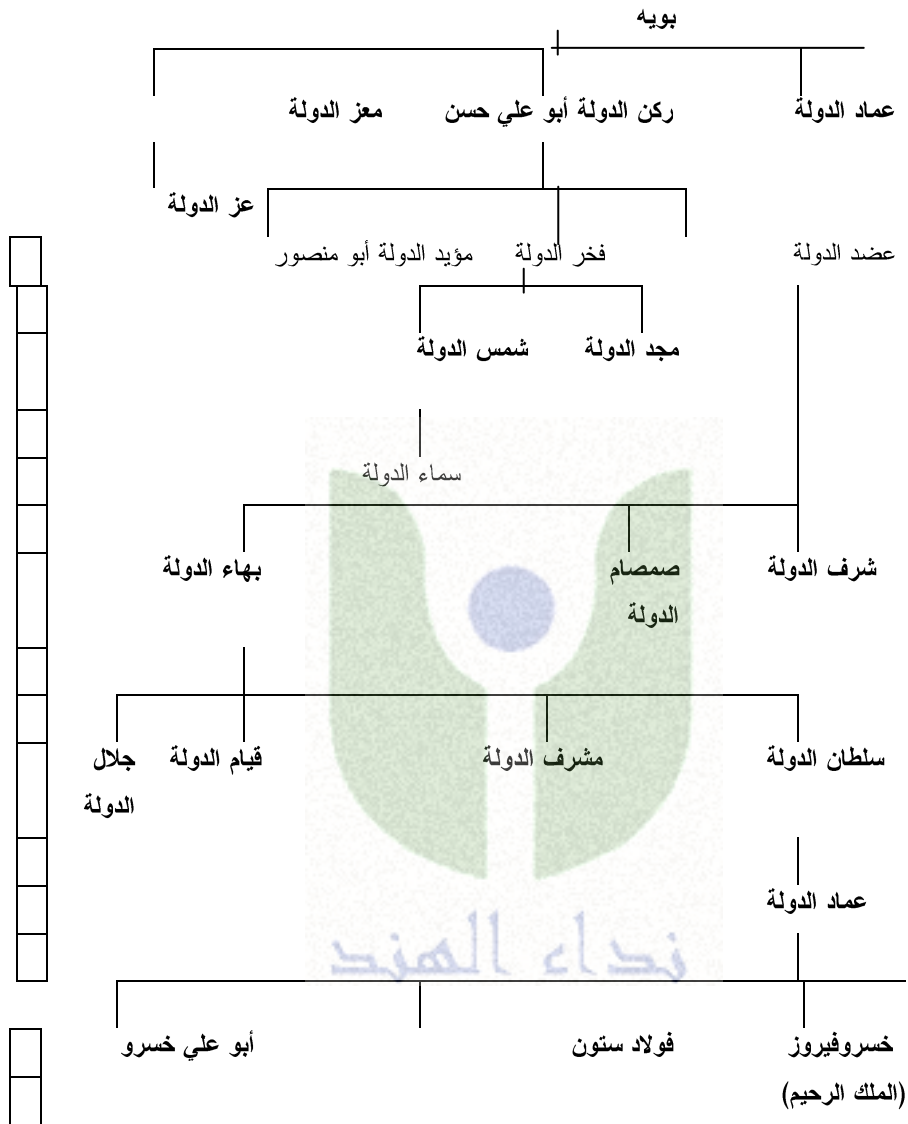 بويه
عماد الدولة ركن الدولة أبو علي حسن معز الدولة
عز الدولة
عضد الدولة فخر الدولة مؤيد الدولة أبو منصور
مجد الدولة شمس الدولة
سماء الدولة
شرف الدولة صمصام الدولة بهاء الدولة
سلطان الدولة مشرف الدولة قيام الدولة جلال الدولة
عماد الدولة
نداء الهند
خسروفيروز فولاد ستون أبو علي خسرو
(الملك الرحيم)